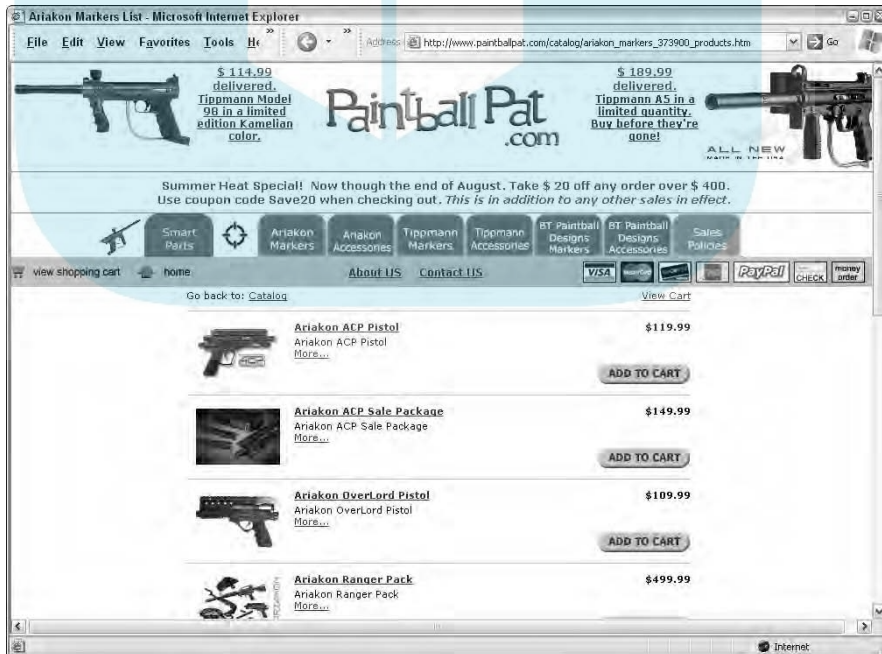 Ariakon Markers List - Microsoft Internet Explorer
File Edit View Favorites Tools He » » Address http://www.paintballpat.com/catalog/ariakon_markers_373900_products.htm Go
$ 114.99
delivered.
Tippmann Model
98 in a limited
edition Kamelian
color.
Paintball Pat
.com
$ 189.99
delivered.
Tippmann A5 in a
limited quantity.
Buy before they're
gone!
ALL NEW
MADE IN THE USA
Summer Heat Special! Now though the end of August. Take $ 20 off any order over $ 400.
Use coupon code Save20 when checking out. This is in addition to any other sales in effect.
Smart
Parts
Ariakon
Markers
Ariakon
Accessories
Tippmann
Markers
Tippmann
Accessories
BT Paintball
Designs
Markers
BT Paintball
Designs
Accessories
Sales
Policies
view shopping cart home About US Contact US VISA PayPal CHECK money
order
Go back to: Catalog View Cart
Ariakon ACP Pistol $119.99
Ariakon ACP Pistol
More...
ADD TO CART
Ariakon ACP Sale Package $149.99
Ariakon ACP Sale Package
More...
ADD TO CART
Ariakon OverLord Pistol $109.99
Ariakon OverLord Pistol
More...
ADD TO CART
Ariakon Ranger Pack $499.99
Ariakon Ranger Pack
More...
Internet